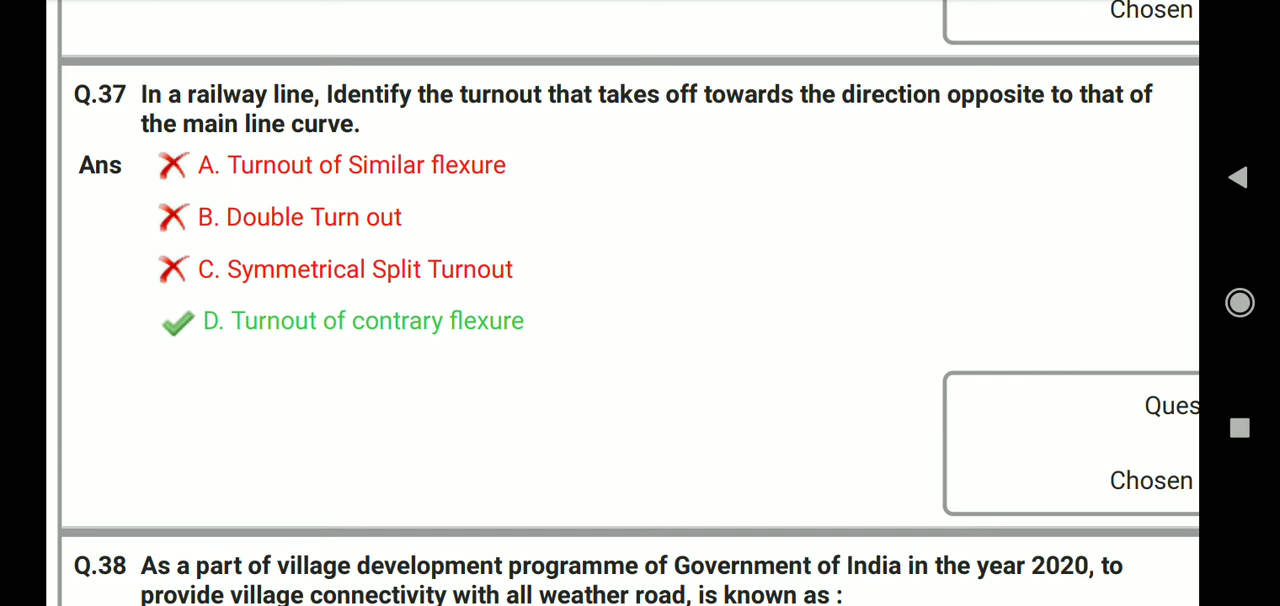 Chosen
Q.37 In a railway line, Identify the turnout that takes off towards the direction opposite to that of
the main line curve.
Ans A. Turnout of Similar flexure
B. Double Turn out
C. Symmetrical Split Turnout
D. Turnout of contrary flexure
Ques
Chosen
Q.38 As a part of village development programme of Government of India in the year 2020, to
provide village connectivity with all weather road, is known as :